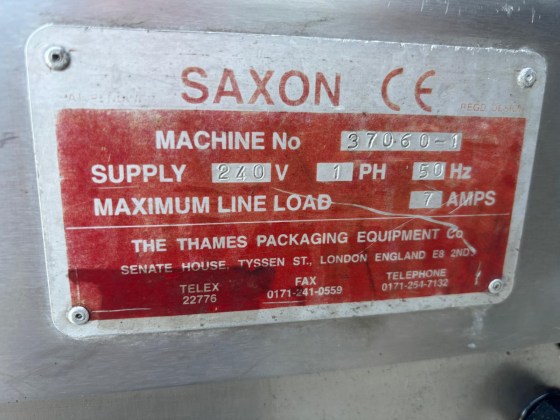 SAXON CE
REGD. DESIGN
MACHINE No 37060-1
SUPPLY 240 V 1 PH 50 Hz
MAXIMUM LINE LOAD 7 AMPS
THE THAMES PACKAGING EQUIPMENT Co
SENATE HOUSE, TYSSEN ST., LONDON ENGLAND E8 2ND
TELEX FAX TELEPHONE
22776 0171-241-0559 0171-254-7132